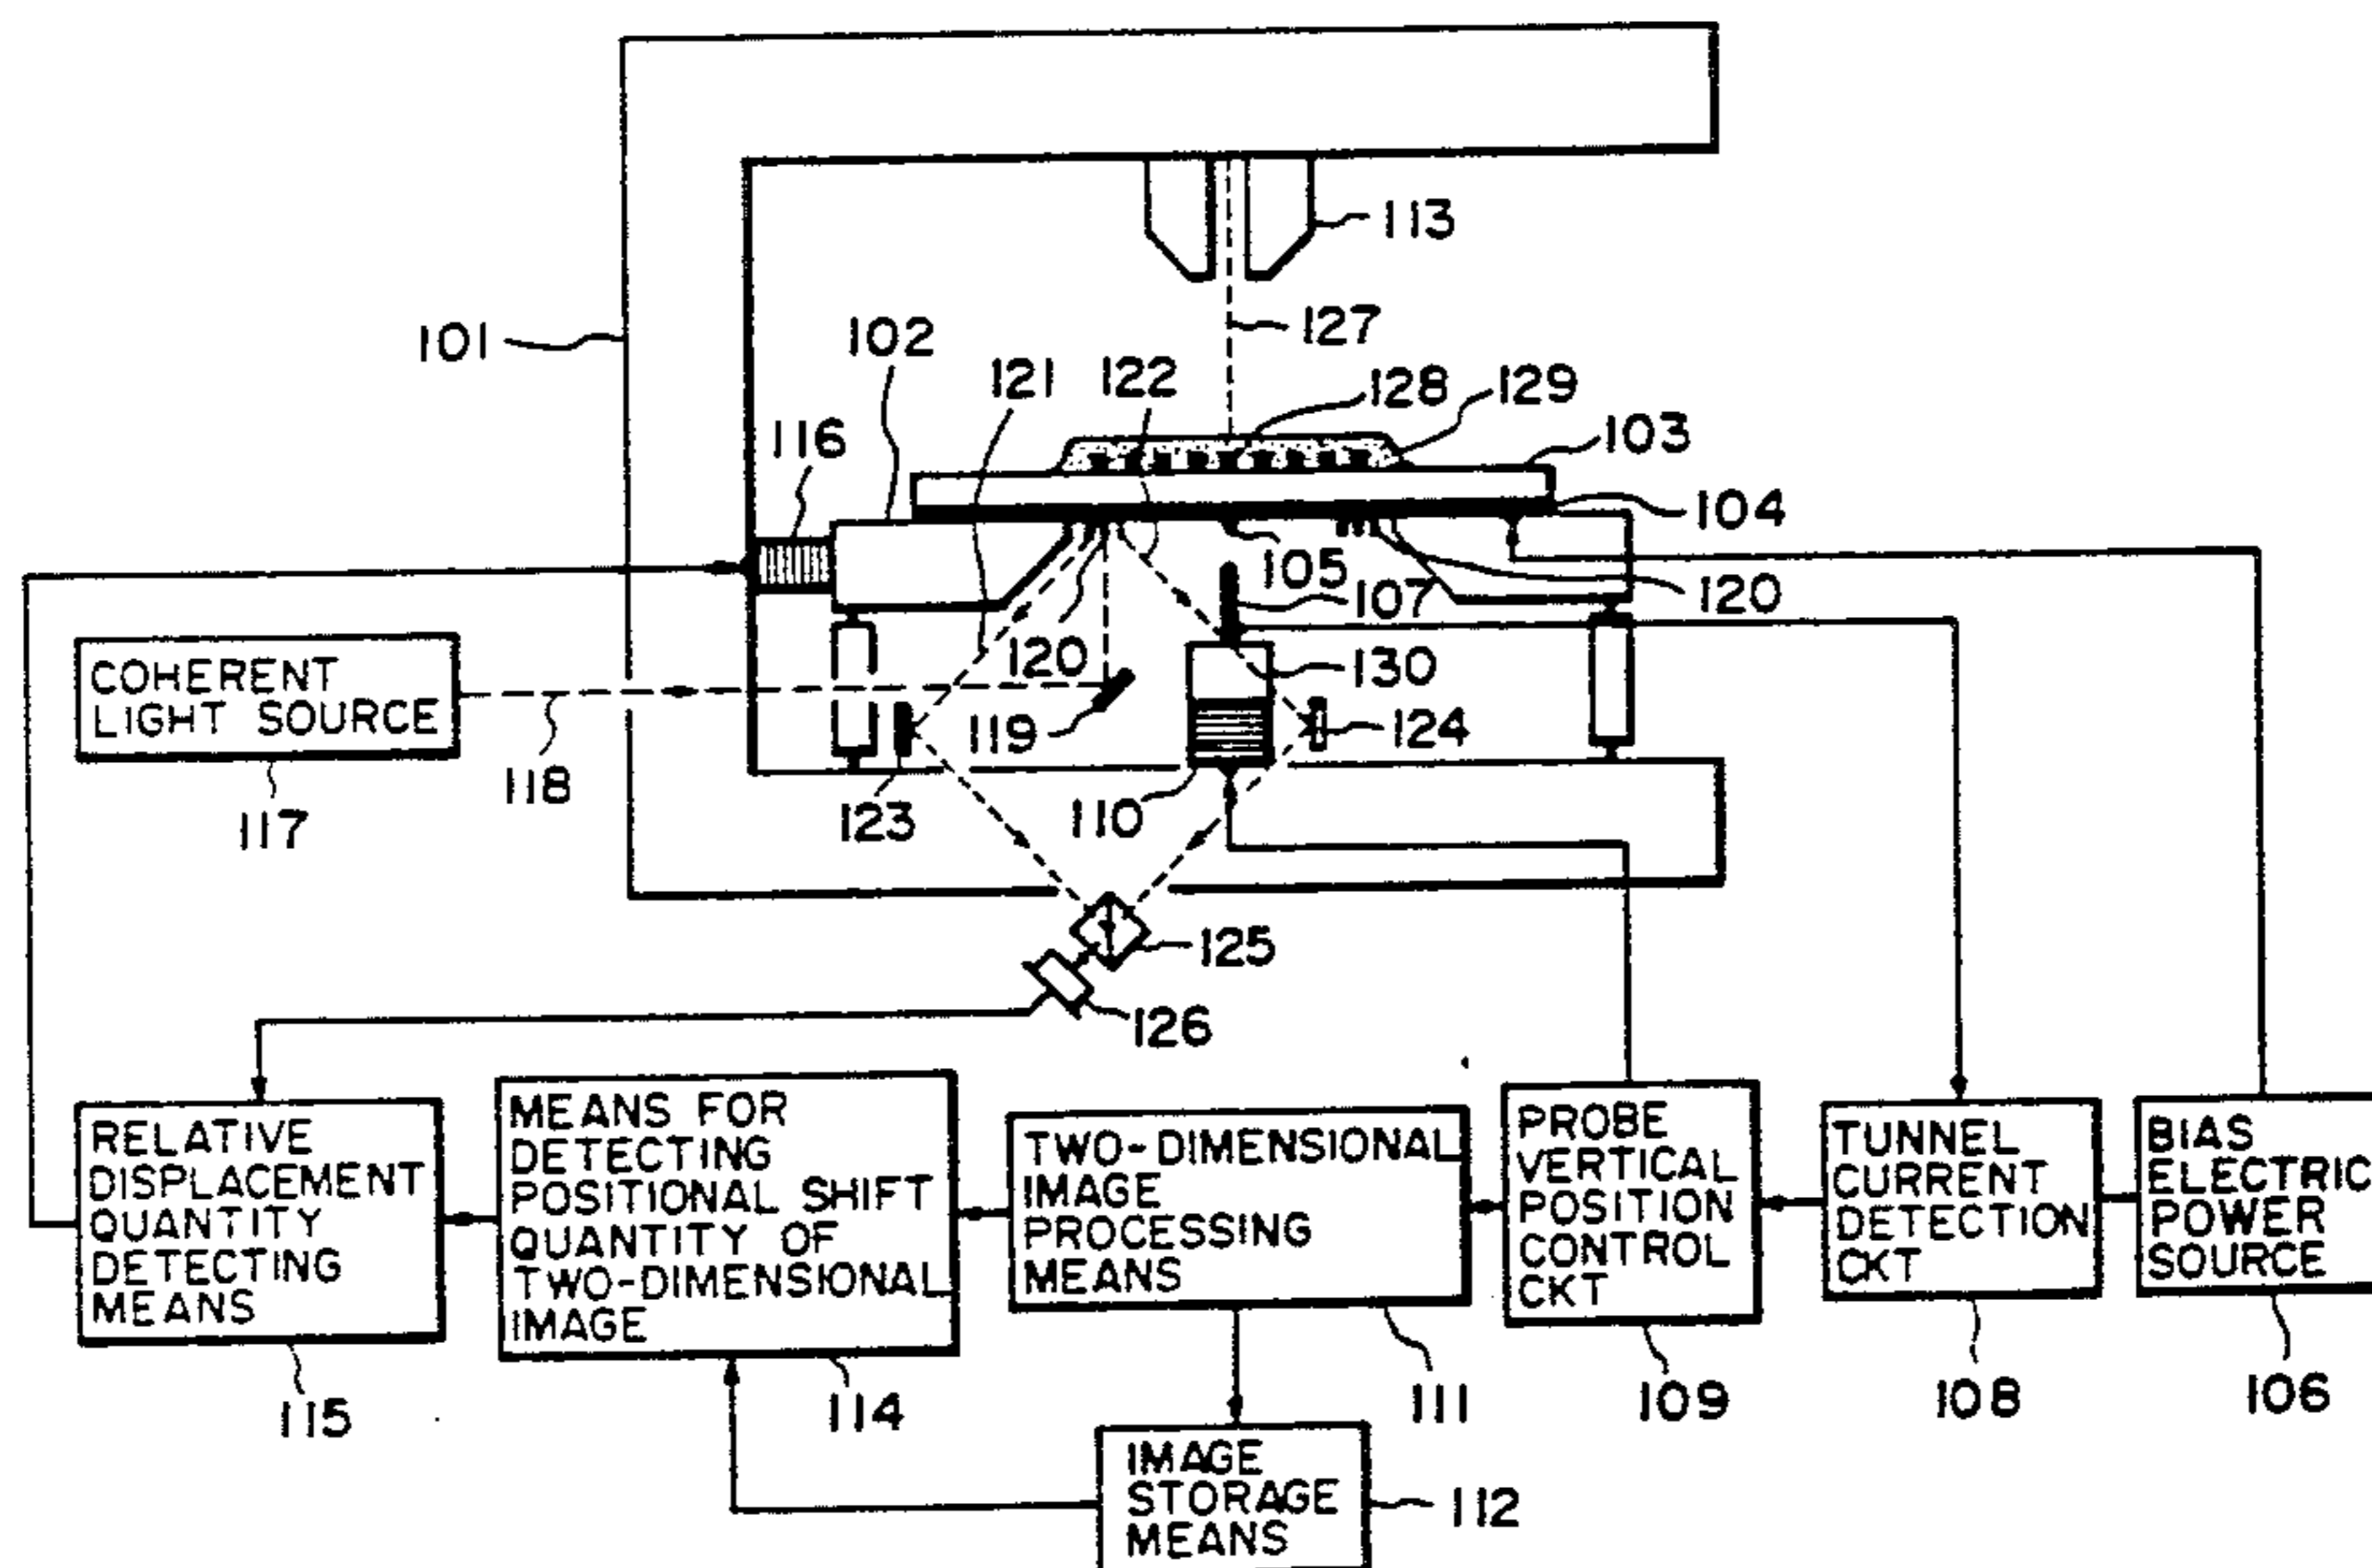 113
127
101
102
121
122
128
129
103
116
104
105
107
120
120
130
COHERENT
LIGHT SOURCE
119
124
118
117
123
110
125
126
RELATIVE
DISPLACEMENT
QUANTITY
DETECTING
MEANS
MEANS FOR
DETECTING
POSITIONAL SHIFT
QUANTITY OF
TWO-DIMENSIONAL
IMAGE
TWO-DIMENSIONAL
IMAGE
PROCESSING
MEANS
PROBE
VERTICAL
POSITION
CONTROL
CKT
TUNNEL
CURRENT
DETECTION
CKT
BIAS
ELECTRIC
POWER
SOURCE
115
114
111
109
108
106
IMAGE
STORAGE
MEANS
112